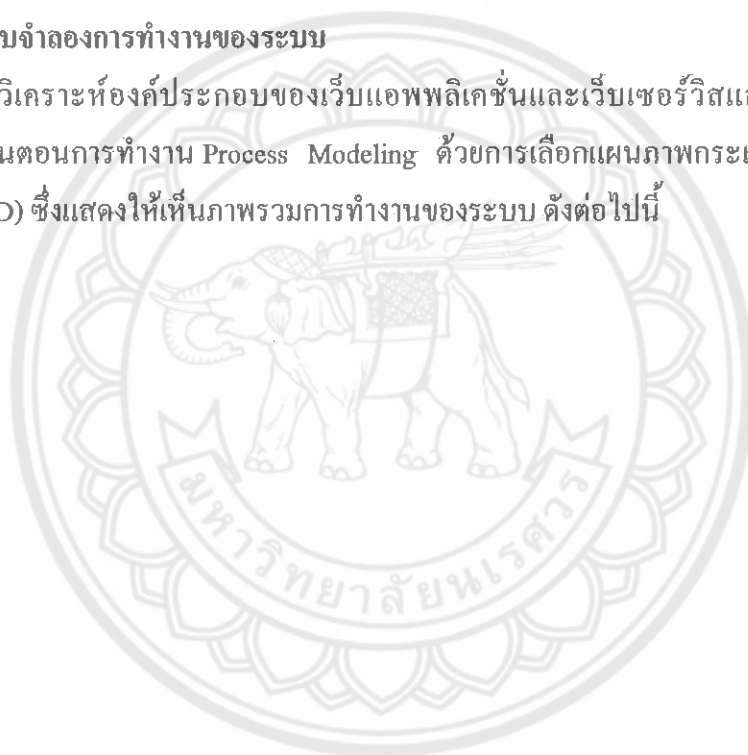 บจำลองการทำงานของระบบ
วิเคราะห์องค์ประกอบของเว็บแอพพลิเคชั่นและเว็บเซอร์วิสแล
นตอนการทำงาน Process Modeling ด้วยการเลือกแผนภาพกระแ
D) ซึ่งแสดงให้เห็นภาพรวมการทำงานของระบบ ดังต่อไปนี้
มหาวิทยาลัยนเรศวร